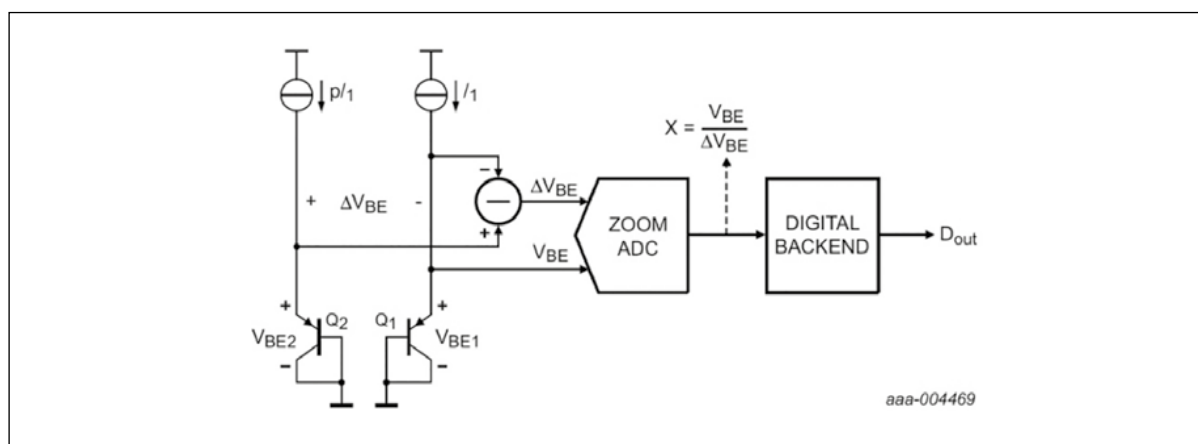 p/1
/1
X = VBE / ΔVBE
+ ΔVBE -
−
+
ΔVBE
VBE
ZOOM ADC
DIGITAL BACKEND
Dout
+
Q2
VBE2
−
Q1
+
VBE1
−
aaa-004469